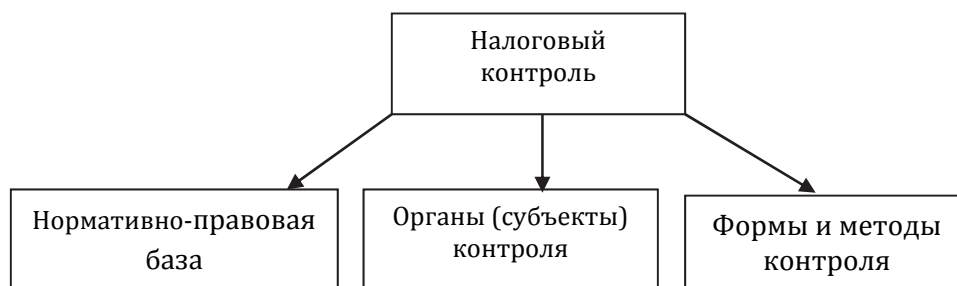 Налоговый
контроль
Нормативно-правовая
база
Органы (субъекты)
контроля
Формы и методы
контроля